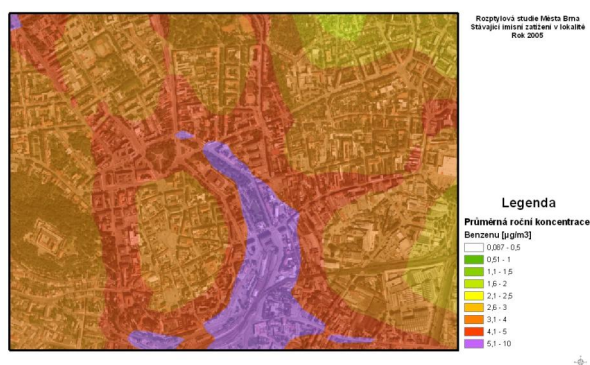 Rozptylová studie Města Brna
Stávající imisní zatížení v lokalitě
Rok 2005
Legenda
Průměrná roční koncentrace
Benzenu [µg/m3]
0,087 - 0,5
0,51 - 1
1,1 - 1,5
1,6 - 2
2,1 - 2,5
2,6 - 3
3,1 - 4
4,1 - 5
5,1 - 10